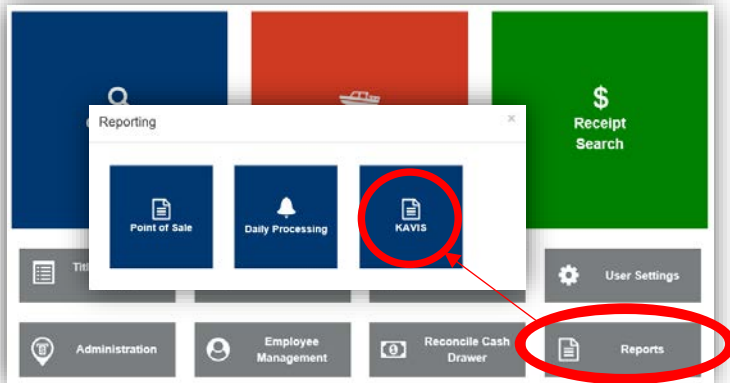 Reporting
×
Point of Sale
Daily Processing
KAVIS
$
Receipt
Search
User Settings
Administration
Employee
Management
Reconcile Cash
Drawer
Reports